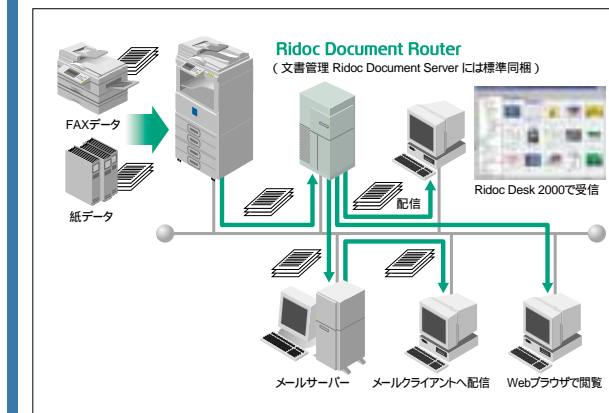 Ridoc Document Router
(文書管理 Ridoc Document Server には標準同梱)
FAXデータ
紙データ
配信
Ridoc Desk 2000で受信
メールサーバー
メールクライアントへ配信
Webブラウザで閲覧